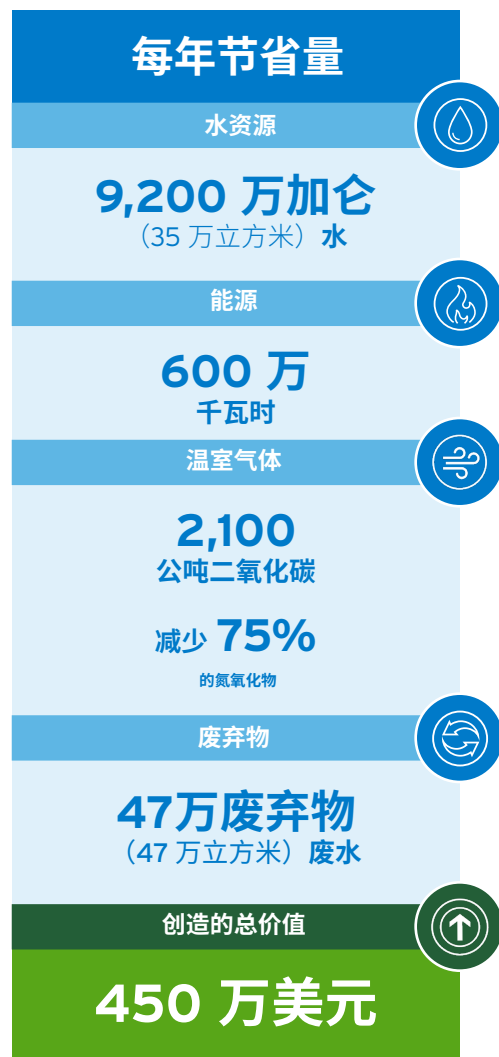 每年节省量
水资源
9,200 万加仑
（35 万立方米）水
能源
600 万
千瓦时
温室气体
2,100
公吨二氧化碳
减少 75%
的氮氧化物
废弃物
47万废弃物
（47 万立方米）废水
创造的总价值
450 万美元